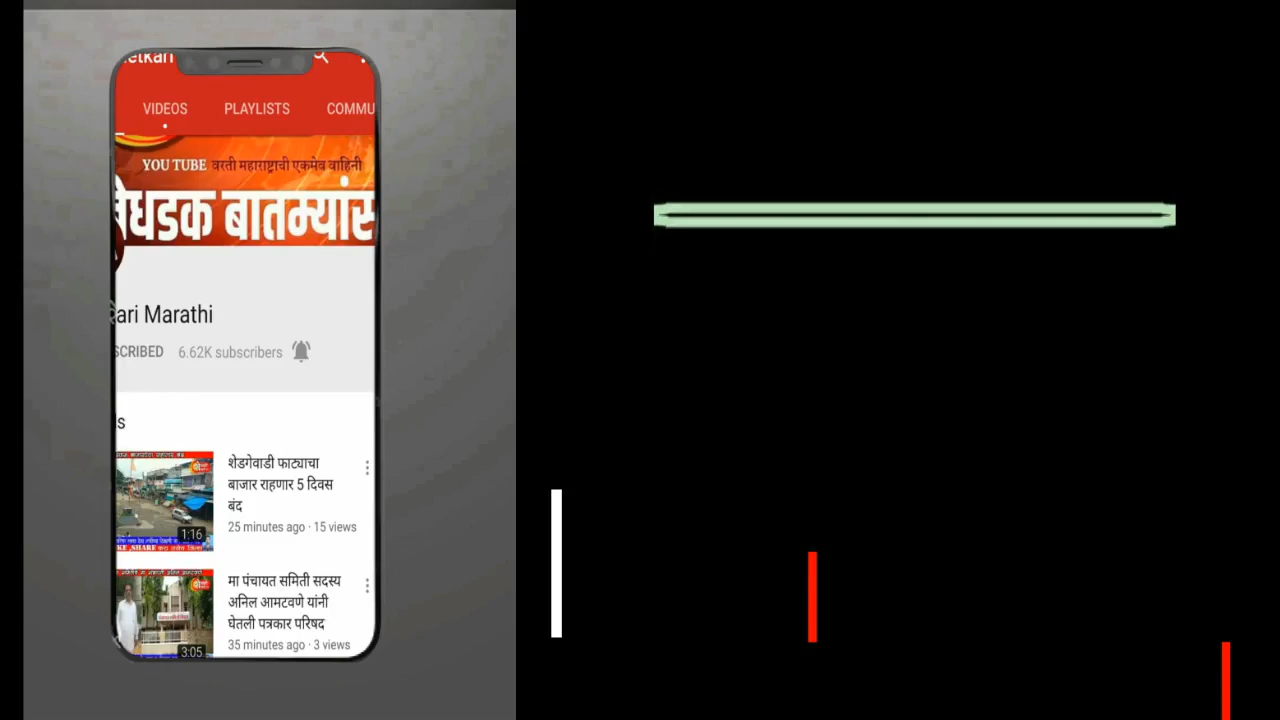 VIDEOS PLAYLISTS COMMU
YOU TUBE वरती महाराष्ट्राची एकमेव वाहिनी
बेधडक बातम्यांस
ari Marathi
SCRIBED 6.62K subscribers
शेडगेवाडी फाट्याचा
बाजार राहणार 5 दिवस
बंद
25 minutes ago · 15 views
1:16
मा पंचायत समिती सदस्य
अनिल आमटवणे यांनी
घेतली पत्रकार परिषद
35 minutes ago · 3 views
3:05